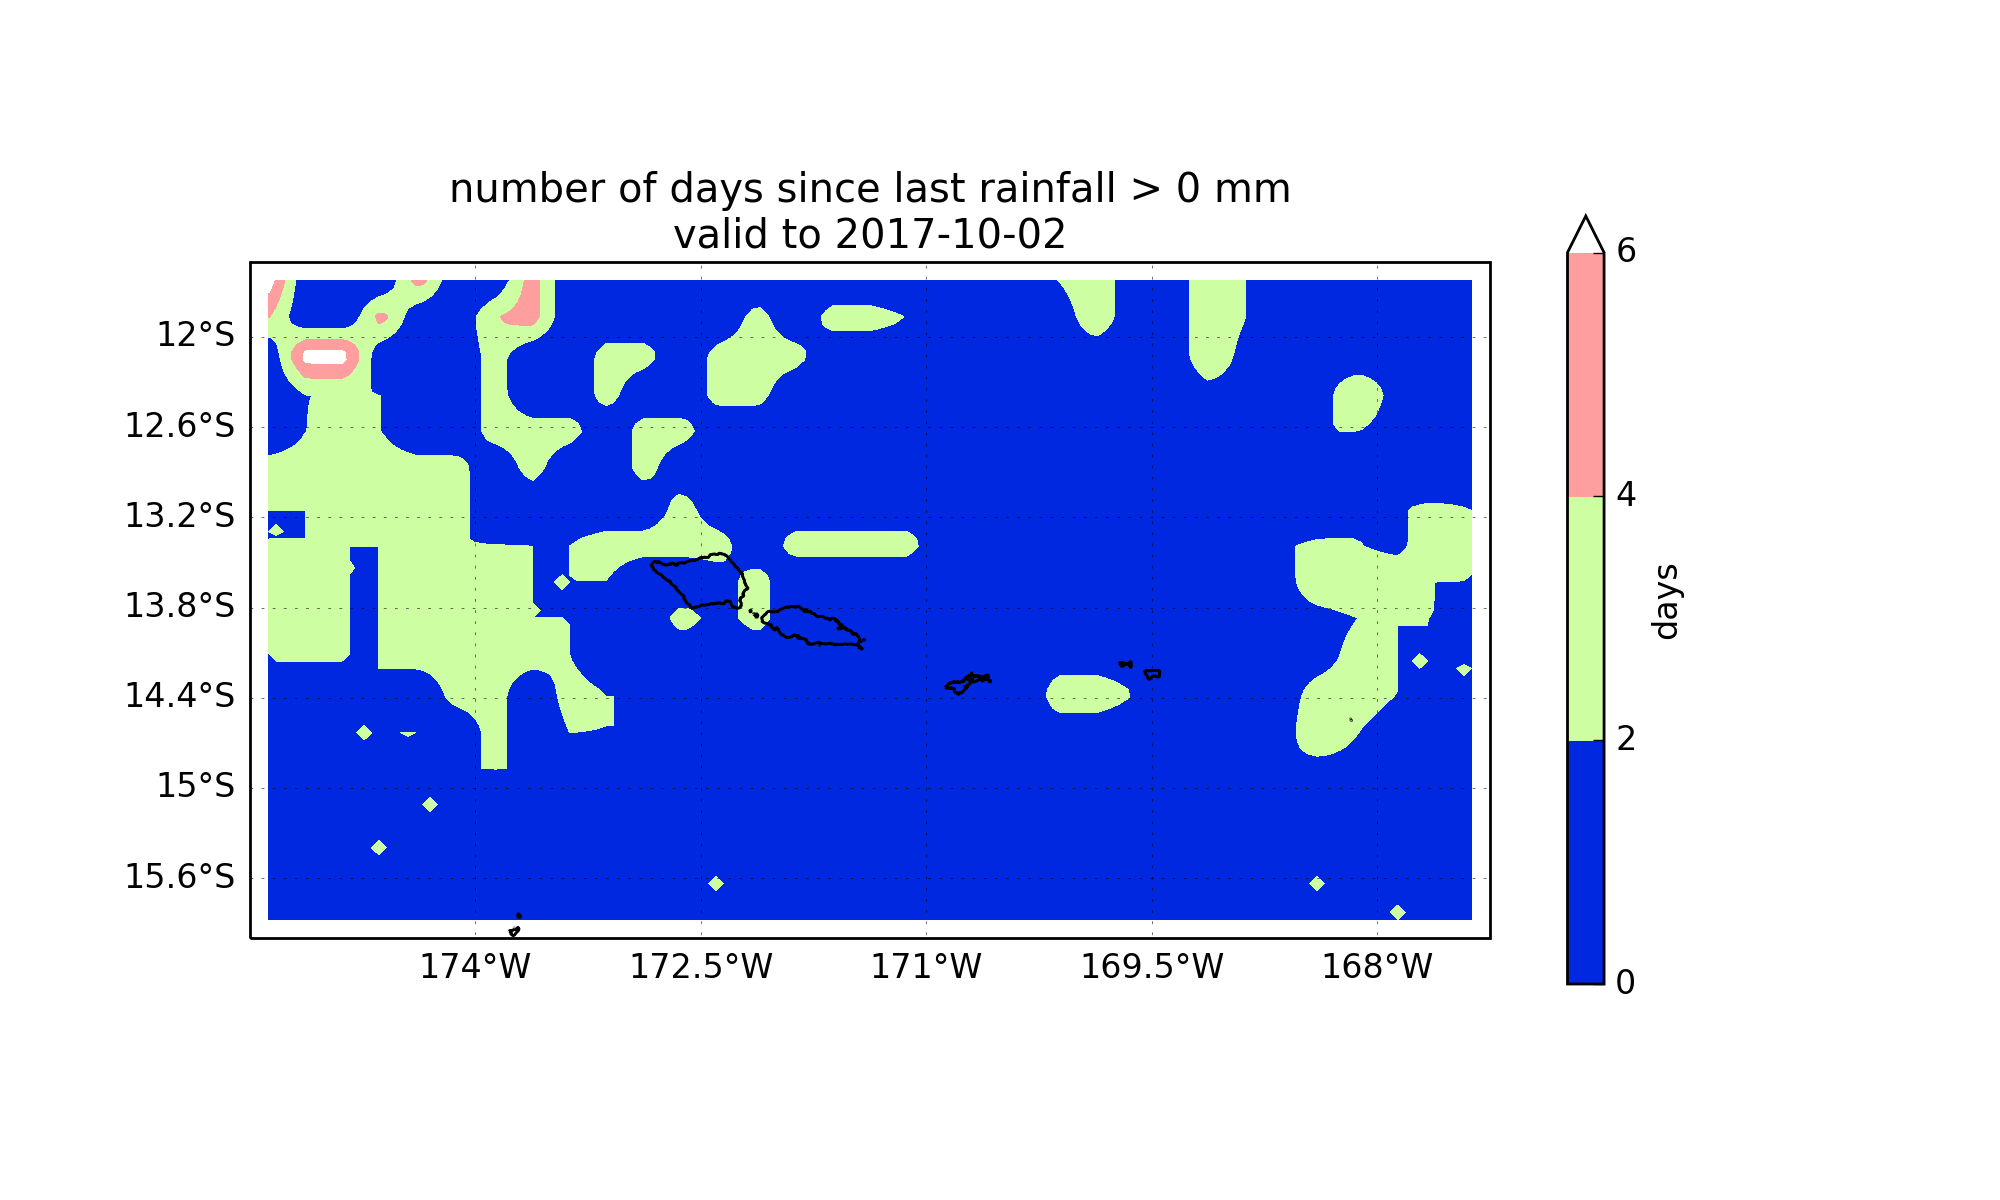 number of days since last rainfall > 0 mm
valid to 2017-10-02
12°S
12.6°S
13.2°S
13.8°S
14.4°S
15°S
15.6°S
174°W 172.5°W 171°W 169.5°W 168°W
6
4
2
0
days